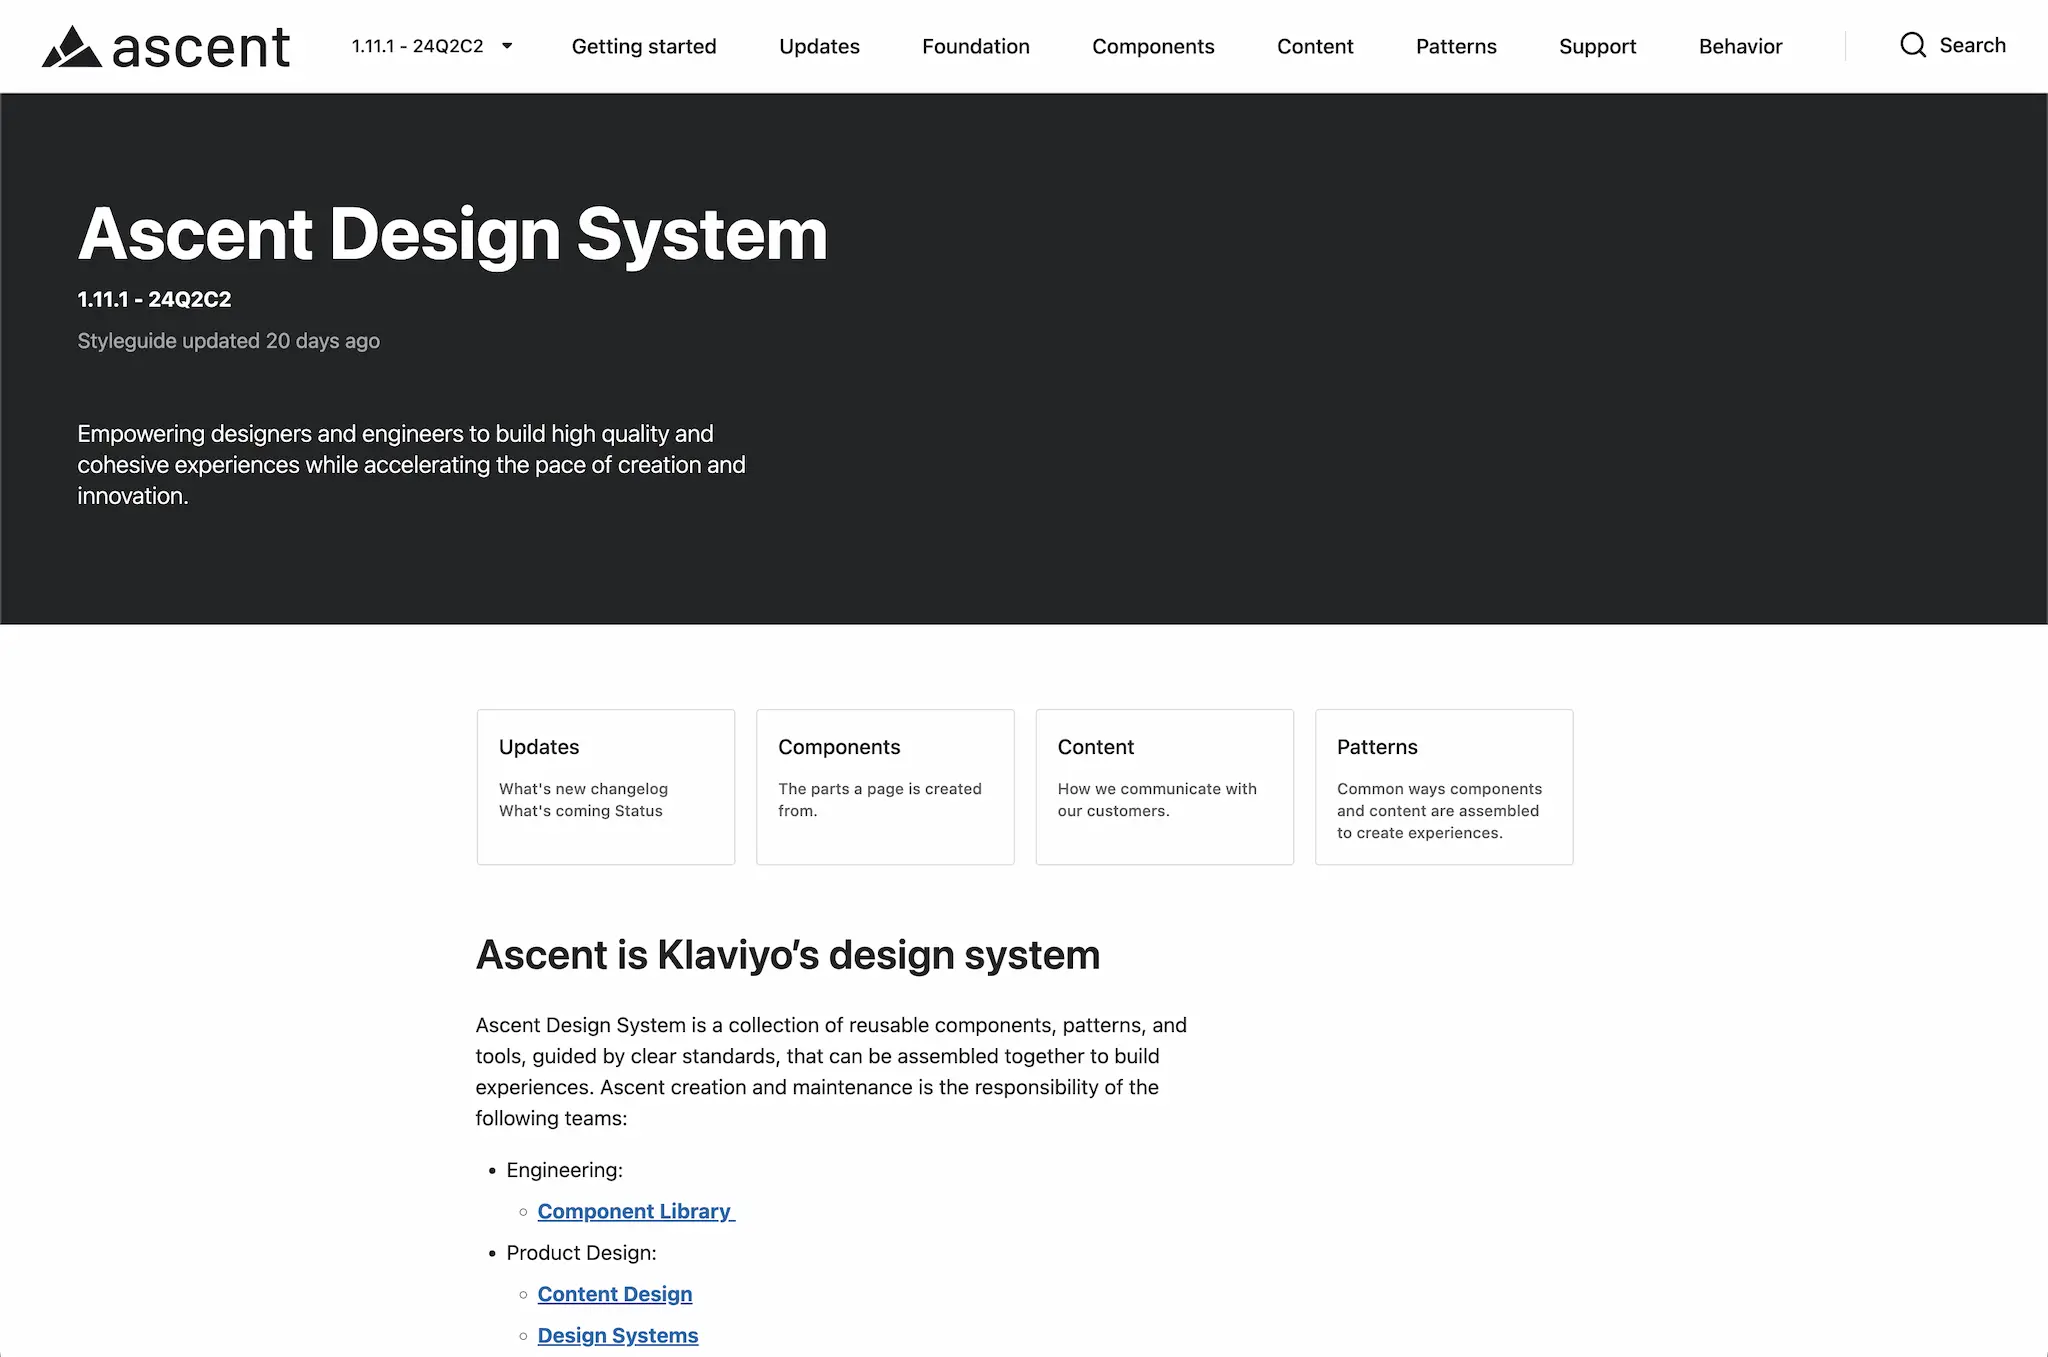 ascent
1.11.1 - 24Q2C2
Getting started
Updates
Foundation
Components
Content
Patterns
Support
Behavior
Search
Ascent Design System
1.11.1 - 24Q2C2
Styleguide updated 20 days ago
Empowering designers and engineers to build high quality and
cohesive experiences while accelerating the pace of creation and
innovation.
Updates
What's new changelog
What's coming Status
Components
The parts a page is created
from.
Content
How we communicate with
our customers.
Patterns
Common ways components
and content are assembled
to create experiences.
Ascent is Klaviyo’s design system
Ascent Design System is a collection of reusable components, patterns, and
tools, guided by clear standards, that can be assembled together to build
experiences. Ascent creation and maintenance is the responsibility of the
following teams:
• Engineering:
◦ Component Library
• Product Design:
◦ Content Design
◦ Design Systems